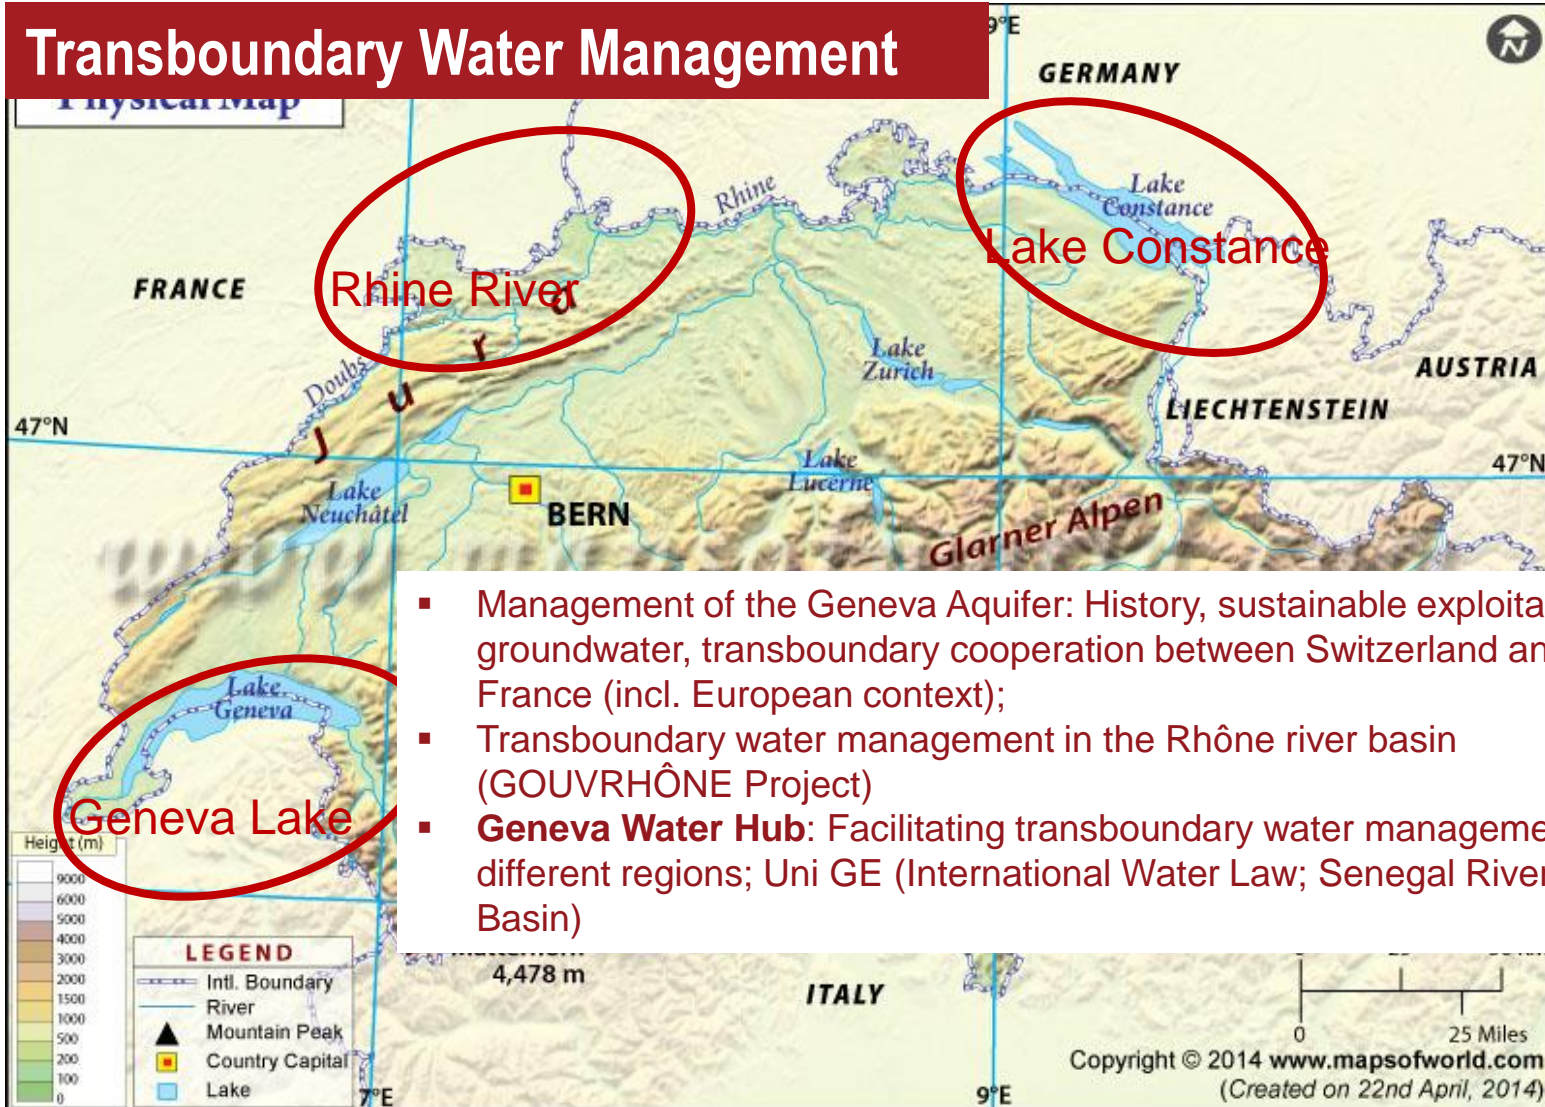 Transboundary Water Management
9°E
GERMANY
N
Physical Map
Rhine
Lake
Constance
Lake Constance
FRANCE
Rhine River
Jura
Doubs
Lake
Zurich
AUSTRIA
LIECHTENSTEIN
47°N
47°N
Lake
Lucerne
Lake
Neuchâtel
BERN
Glarner Alpen
▪ Management of the Geneva Aquifer: History, sustainable exploita
groundwater, transboundary cooperation between Switzerland an
France (incl. European context);
▪ Transboundary water management in the Rhône river basin
(GOUVRHÔNE Project)
▪ Geneva Water Hub: Facilitating transboundary water manageme
different regions; Uni GE (International Water Law; Senegal River
Basin)
Lake
Geneva
Geneva Lake
Height (m)
9000
6000
5000
4000
3000
2000
1500
1000
500
200
100
0
LEGEND
Intl. Boundary
River
Mountain Peak
Country Capital
Lake
Matterhorn
4,478 m
ITALY
7°E
9°E
0
25 Miles
Copyright © 2014 www.mapsofworld.com
(Created on 22nd April, 2014)